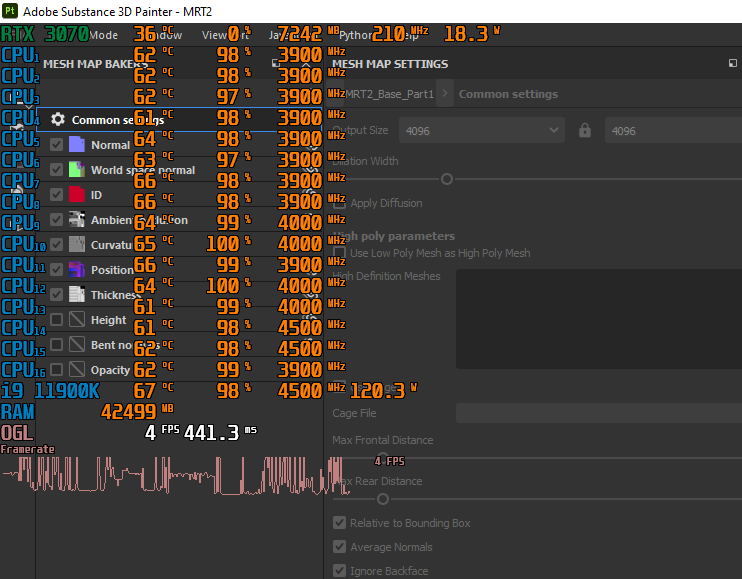 Pt Adobe Substance 3D Painter - MRT2
RTX 3070 36 °C 0 % 7242 MB 210 MHz 18.3 W
Mode Python
CPU1 62 °C 98 % 3900 MHz
MESH MAP BAKERS MESH MAP SETTINGS
CPU2 62 °C 98 % 3900 MHz
CPU3 62 °C 97 % 3900 MHz
MRT2_Base_Part1 > Common settings
CPU4 61 °C 98 % 3900 MHz
Common settings
Output Size 4096 4096
CPU5 64 °C 98 % 3900 MHz
Normal
CPU6 63 °C 97 % 3900 MHz
Dilation Width
World space normal
CPU7 66 °C 98 % 3900 MHz
ID
CPU8 66 °C 98 % 3900 MHz
Apply Diffusion
CPU9 64 °C 99 % 4000 MHz
Ambient occlusion
CPU10 65 °C 100 % 4000 MHz
High poly parameters
Curvature
Use Low Poly Mesh as High Poly Mesh
CPU11 66 °C 99 % 3900 MHz
Position
High Definition Meshes
CPU12 64 °C 100 % 4000 MHz
Thickness
CPU13 61 °C 99 % 4000 MHz
Height
CPU14 61 °C 98 % 4500 MHz
Bent normals
CPU15 62 °C 98 % 4500 MHz
Opacity
CPU16 62 °C 99 % 3900 MHz
i9 11900K 67 °C 98 % 4500 MHz 120.3 W
RAM 42499 MB
Cage File
OGL 4 FPS 441.3 ms
Max Frontal Distance
Framerate
4 FPS
Max Rear Distance
Relative to Bounding Box
Average Normals
Ignore Backface